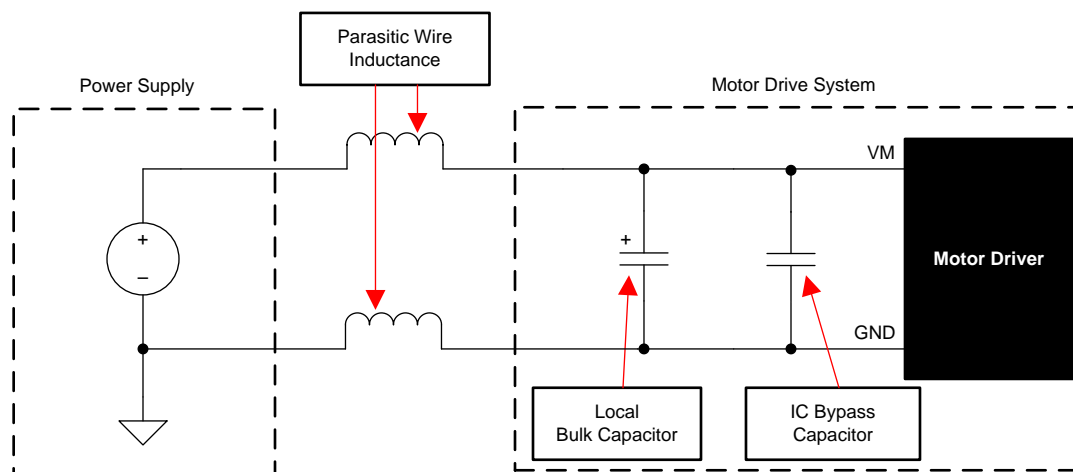 Parasitic Wire
Inductance
Power Supply
Motor Drive System
VM
+
–
+
Motor Driver
GND
Local
Bulk Capacitor
IC Bypass
Capacitor